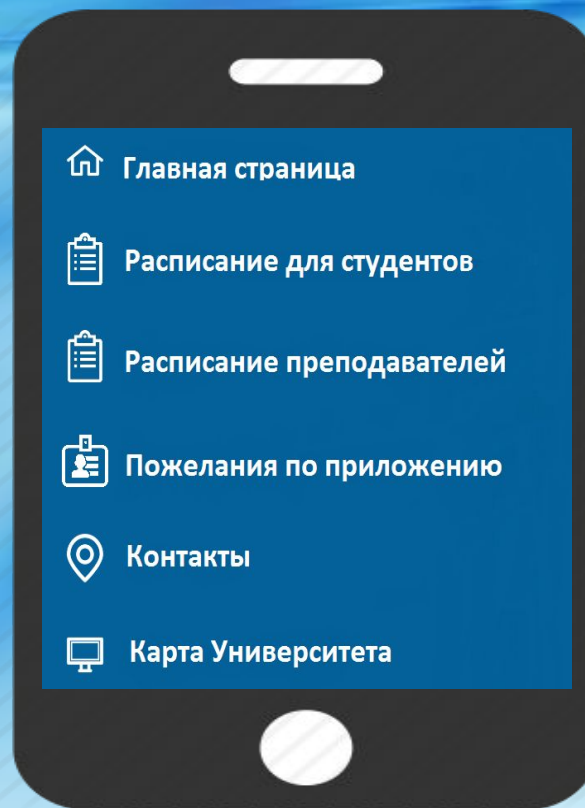 Главная страница
Расписание для студентов
Расписание преподавателей
Пожелания по приложению
Контакты
Карта Университета